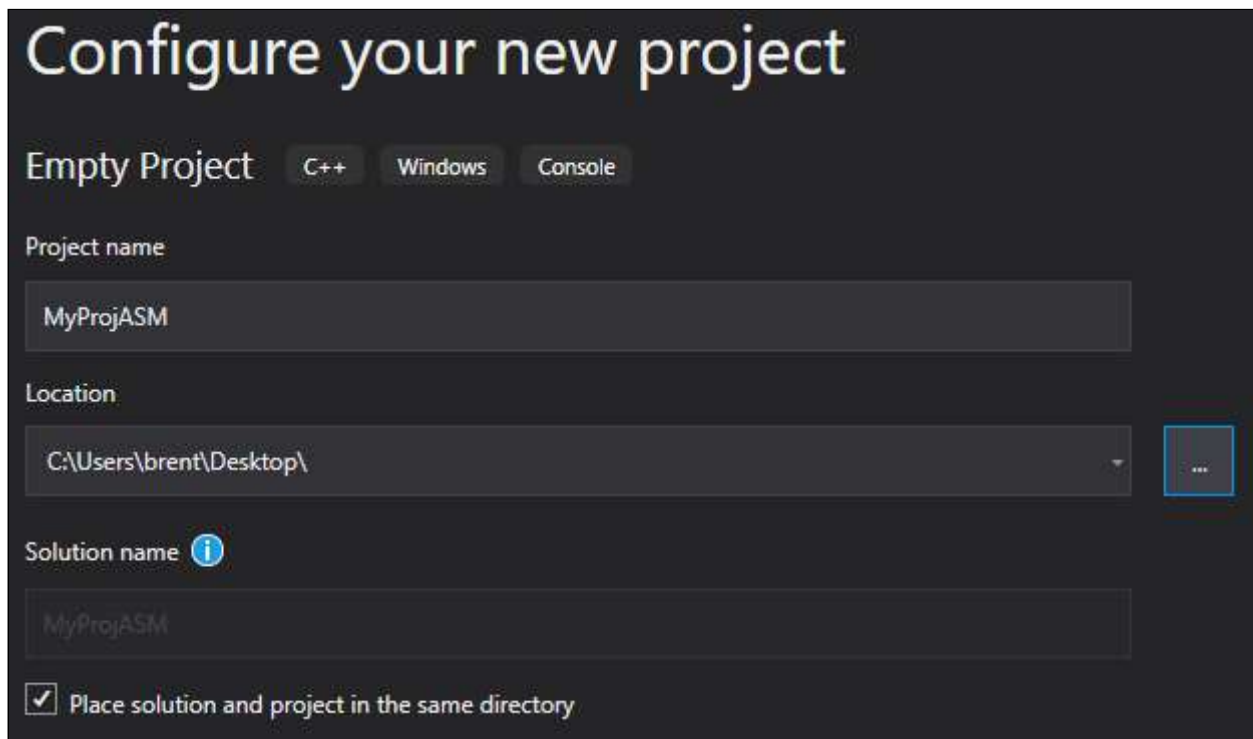 Configure your new project
Empty Project C++ Windows Console
Project name
MyProjASM
Location
C:\Users\brent\Desktop\
...
Solution name
MyProjASM
Place solution and project in the same directory